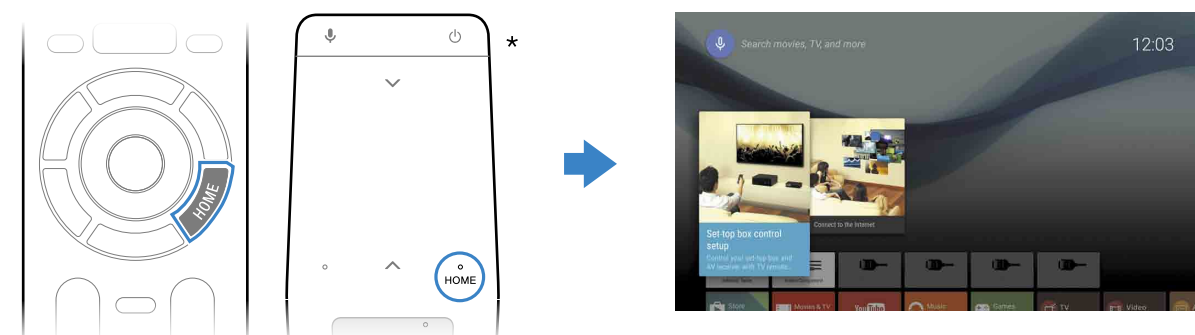 HOME
*
HOME
Search movies, TV, and more
12:03
Set-top box control
setup
Control your set-top box and
AV receiver with TV remote...
Connect to the Internet
Store
Movies & TV
YouTube
Music
Games
TV
Video